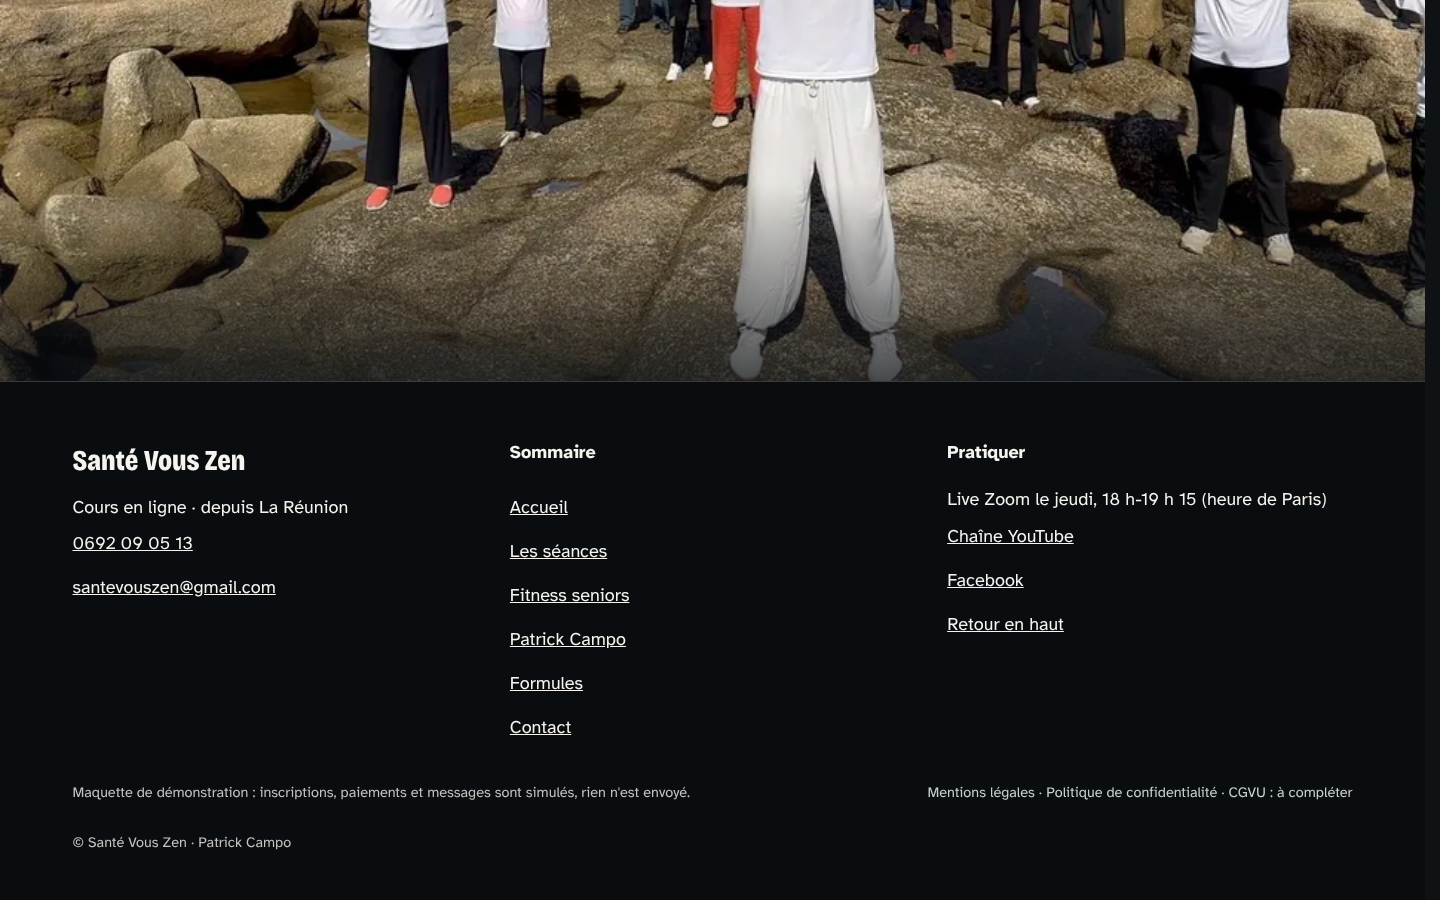 Santé Vous Zen
Cours en ligne · depuis La Réunion
0692 09 05 13
santevouszen@gmail.com
Sommaire
Accueil
Les séances
Fitness seniors
Patrick Campo
Formules
Contact
Pratiquer
Live Zoom le jeudi, 18 h-19 h 15 (heure de Paris)
Chaîne YouTube
Facebook
Retour en haut
Maquette de démonstration : inscriptions, paiements et messages sont simulés, rien n'est envoyé.
Mentions légales · Politique de confidentialité · CGVU : à compléter
© Santé Vous Zen · Patrick Campo